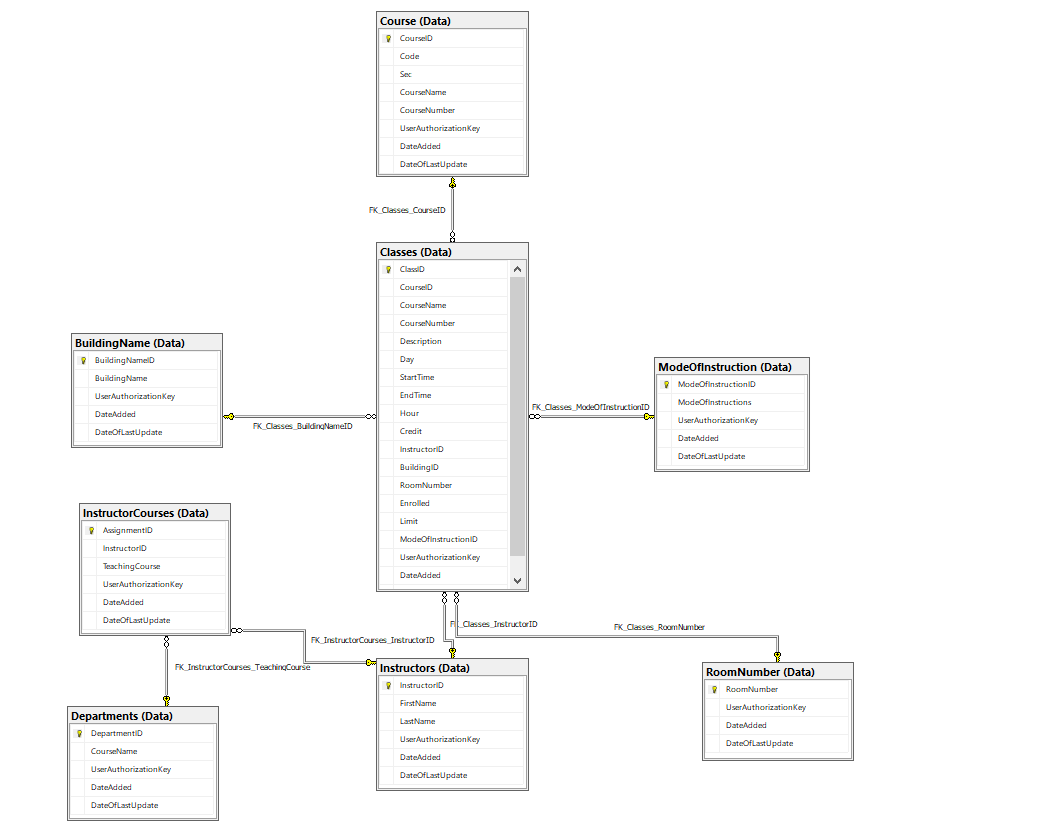 Course (Data)
CourseID
Code
Sec
CourseName
CourseNumber
UserAuthorizationKey
DateAdded
DateOfLastUpdate
FK_Classes_CourseID
Classes (Data)
ClassID
CourseID
CourseName
CourseNumber
Description
Day
StartTime
EndTime
Hour
Credit
InstructorID
BuildingID
RoomNumber
Enrolled
Limit
ModeOfInstructionID
UserAuthorizationKey
DateAdded
BuildingName (Data)
BuildingNameID
BuildingName
UserAuthorizationKey
DateAdded
DateOfLastUpdate
FK_Classes_BuildingNameID
FK_Classes_ModeOfInstructionID
ModeOfInstruction (Data)
ModeOfInstructionID
ModeOfInstructions
UserAuthorizationKey
DateAdded
DateOfLastUpdate
InstructorCourses (Data)
AssignmentID
InstructorID
TeachingCourse
UserAuthorizationKey
DateAdded
DateOfLastUpdate
FK_Classes_InstructorID
FK_Classes_RoomNumber
FK_InstructorCourses_InstructorID
FK_InstructorCourses_TeachingCourse
Instructors (Data)
InstructorID
FirstName
LastName
UserAuthorizationKey
DateAdded
DateOfLastUpdate
RoomNumber (Data)
RoomNumber
UserAuthorizationKey
DateAdded
DateOfLastUpdate
Departments (Data)
DepartmentID
CourseName
UserAuthorizationKey
DateAdded
DateOfLastUpdate